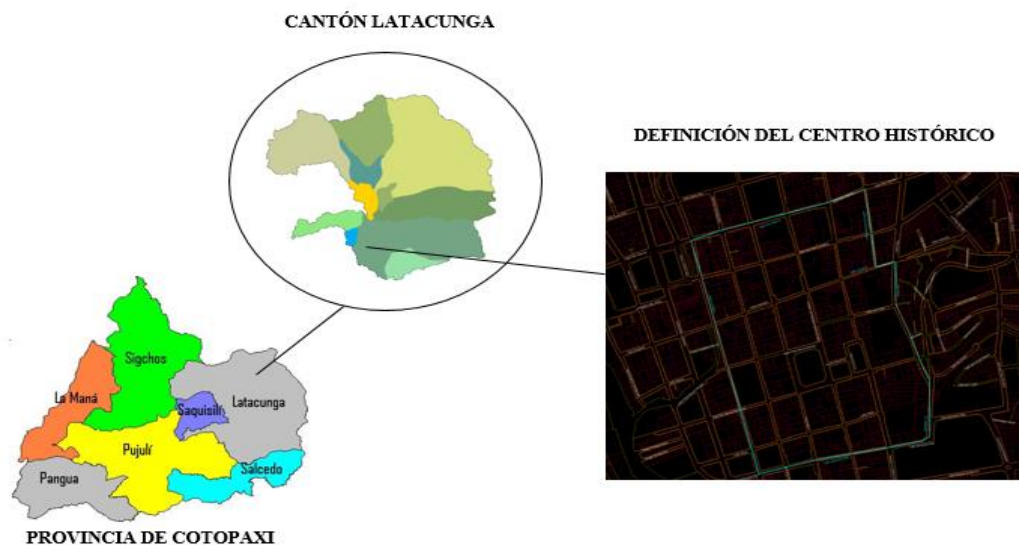 CANTÓN LATACUNGA
DEFINICIÓN DEL CENTRO HISTÓRICO
Sigchos
La Maná
Latacunga
Saquisilí
Pujulí
Salcedo
Pangua
PROVINCIA DE COTOPAXI